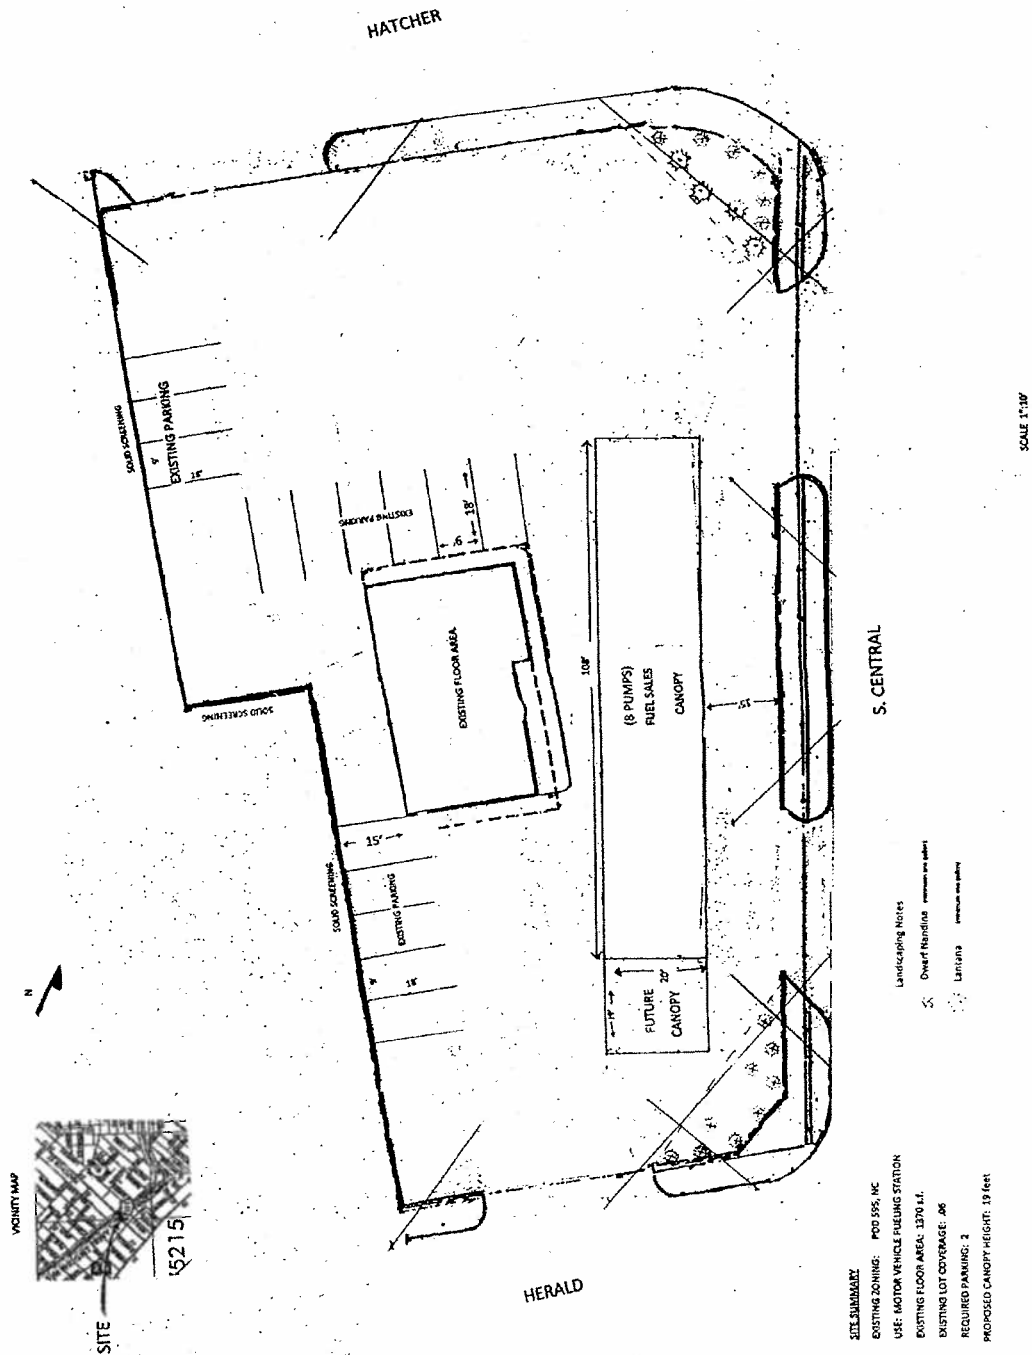 HATCHER
SOLID SCREENING
EXISTING PARKING
9'
18'
EXISTING PARKING
9'
18'
SOLID SCREENING
EXISTING FLOOR AREA
108'
(8 PUMPS)
FUEL SALES
CANOPY
15'
S. CENTRAL
15'
SOLID SCREENING
EXISTING PARKING
9'
18'
FUTURE
CANOPY
20'
N
VICINITY MAP
SITE
5215
HERALD
Landscaping Notes
Dwarf Nandina
Lantana
SCALE 1":10'
SITE SUMMARY
EXISTING ZONING: PDD 595, NC
USE: MOTOR VEHICLE FUELING STATION
EXISTING FLOOR AREA: 1370 s.f.
EXISTING LOT COVERAGE: .06
REQUIRED PARKING: 2
PROPOSED CANOPY HEIGHT: 19 feet